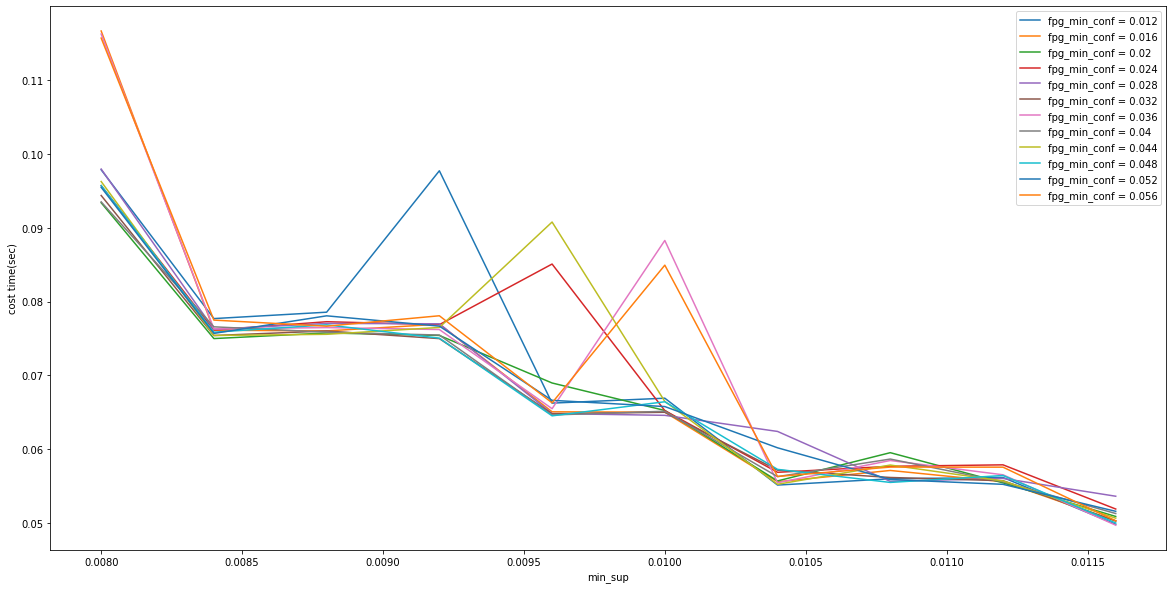 fpg_min_conf = 0.012
fpg_min_conf = 0.016
fpg_min_conf = 0.02
fpg_min_conf = 0.024
fpg_min_conf = 0.028
fpg_min_conf = 0.032
fpg_min_conf = 0.036
fpg_min_conf = 0.04
fpg_min_conf = 0.044
fpg_min_conf = 0.048
fpg_min_conf = 0.052
fpg_min_conf = 0.056
0.11
0.10
0.09
0.08
0.07
0.06
0.05
cost time(sec)
0.0080 0.0085 0.0090 0.0095 0.0100 0.0105 0.0110 0.0115
min_sup